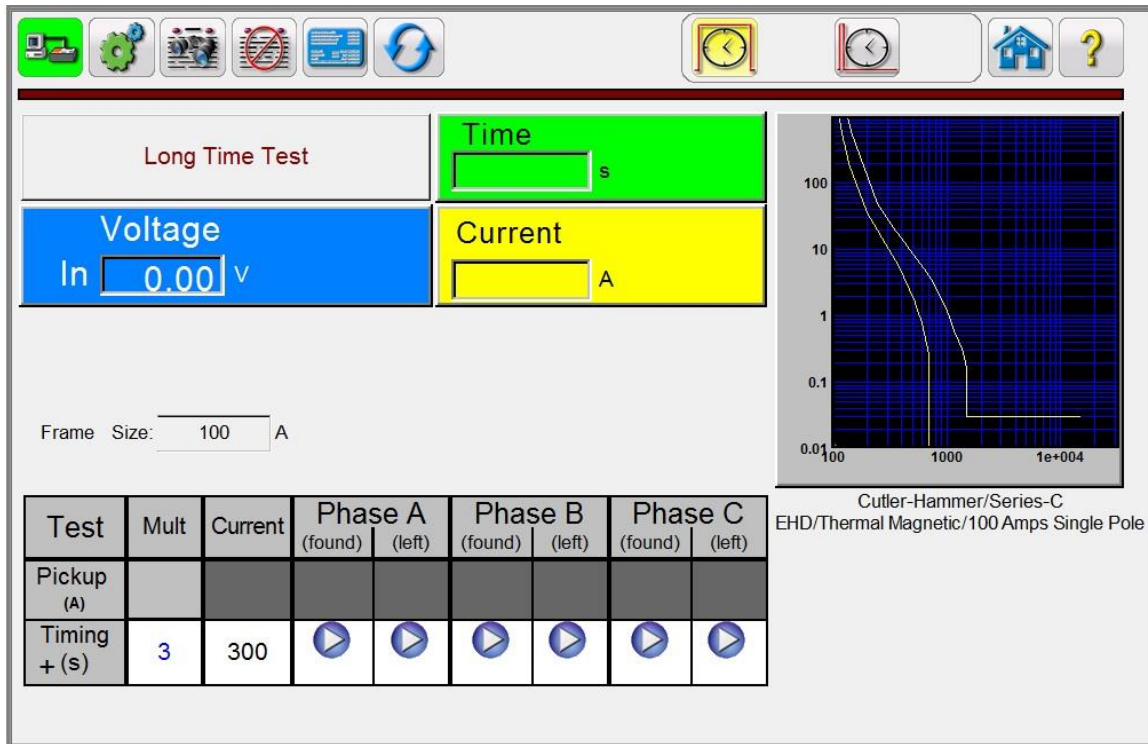 ?
Long Time Test
Time
s
Voltage
In 0.00 V
Current
A
100
10
1
0.1
0.01
100 1000 1e+004
Cutler-Hammer/Series-C
EHD/Thermal Magnetic/100 Amps Single Pole
Frame Size: 100 A
Test Mult Current Phase A Phase B Phase C
(found) (left) (found) (left) (found) (left)
Pickup
(A)
Timing
+ (s) 3 300